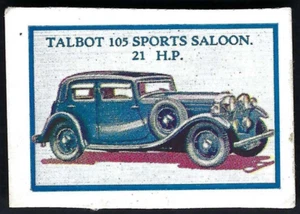 TALBOT 105 SPORTS SALOON.
21 H.P.